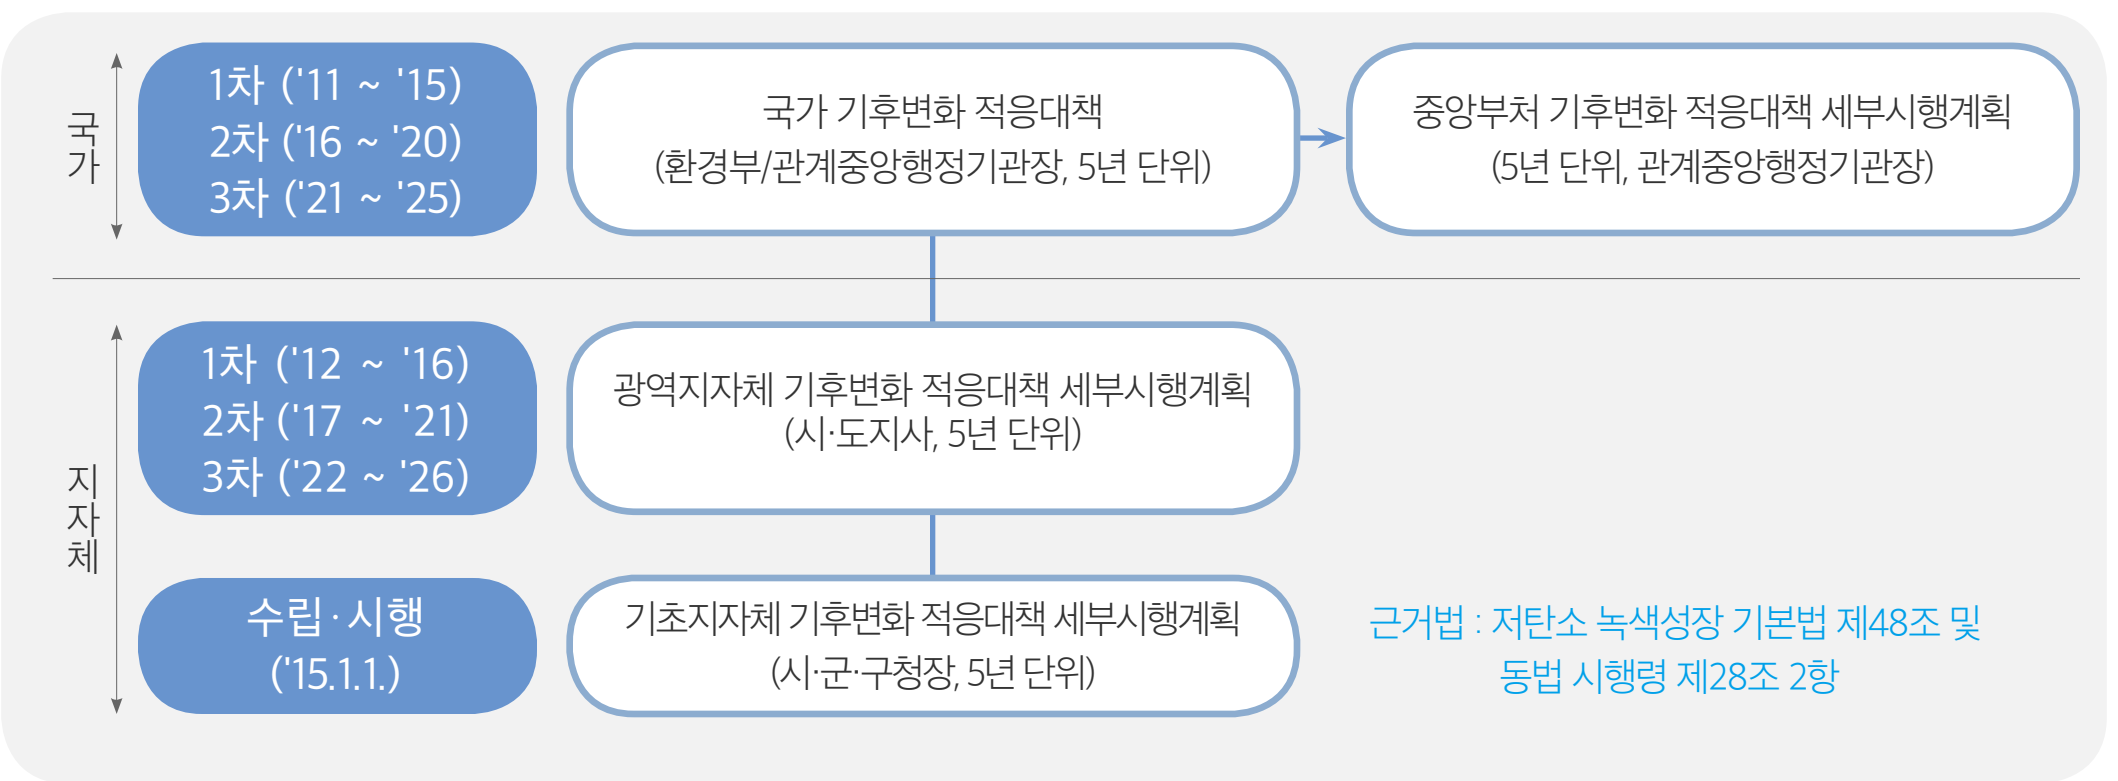 국가
1차 ('11 ~ '15)
2차 ('16 ~ '20)
3차 ('21 ~ '25)
국가 기후변화 적응대책
(환경부/관계중앙행정기관장, 5년 단위)
중앙부처 기후변화 적응대책 세부시행계획
(5년 단위, 관계중앙행정기관장)
지자체
1차 ('12 ~ '16)
2차 ('17 ~ '21)
3차 ('22 ~ '26)
광역지자체 기후변화 적응대책 세부시행계획
(시·도지사, 5년 단위)
수립·시행
('15.1.1.)
기초지자체 기후변화 적응대책 세부시행계획
(시·군·구청장, 5년 단위)
근거법 : 저탄소 녹색성장 기본법 제48조 및
동법 시행령 제28조 2항